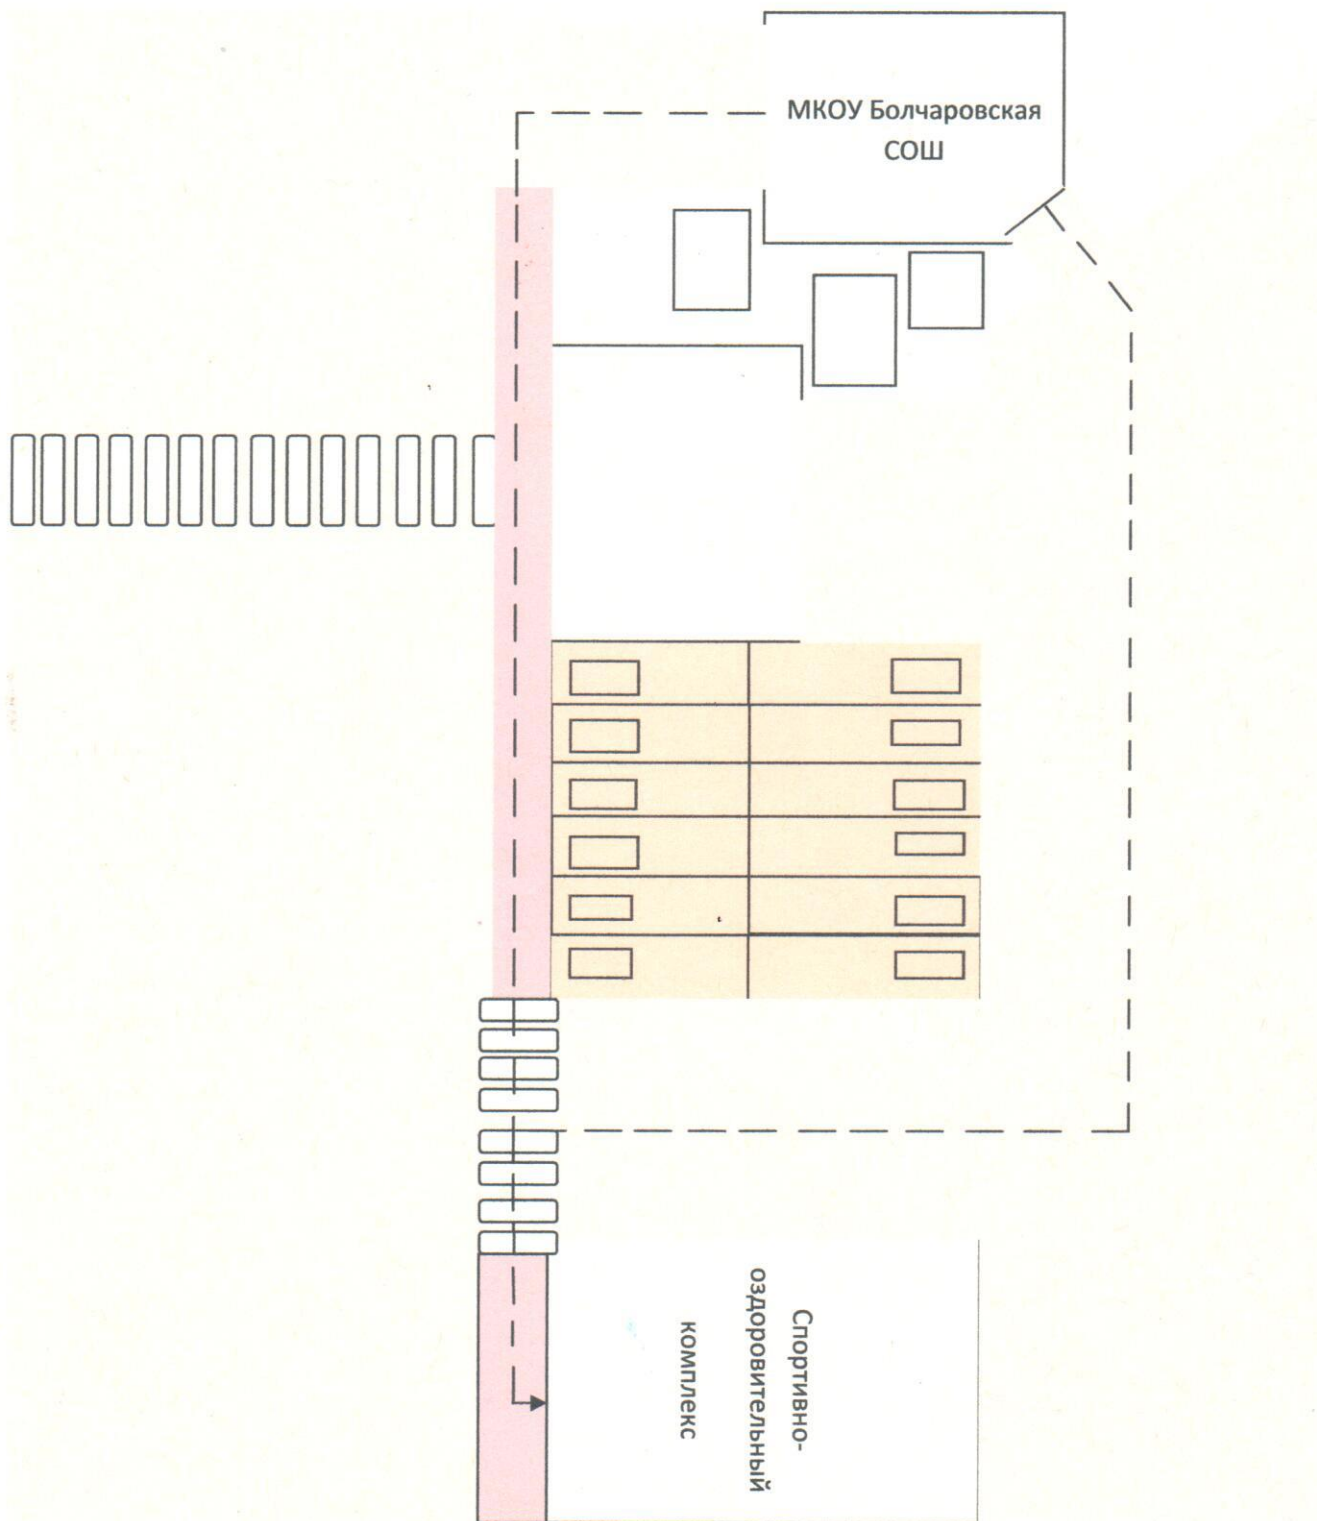 МКОУ Болчаровская
СОШ
Спортивно-
оздоровительный
комплекс